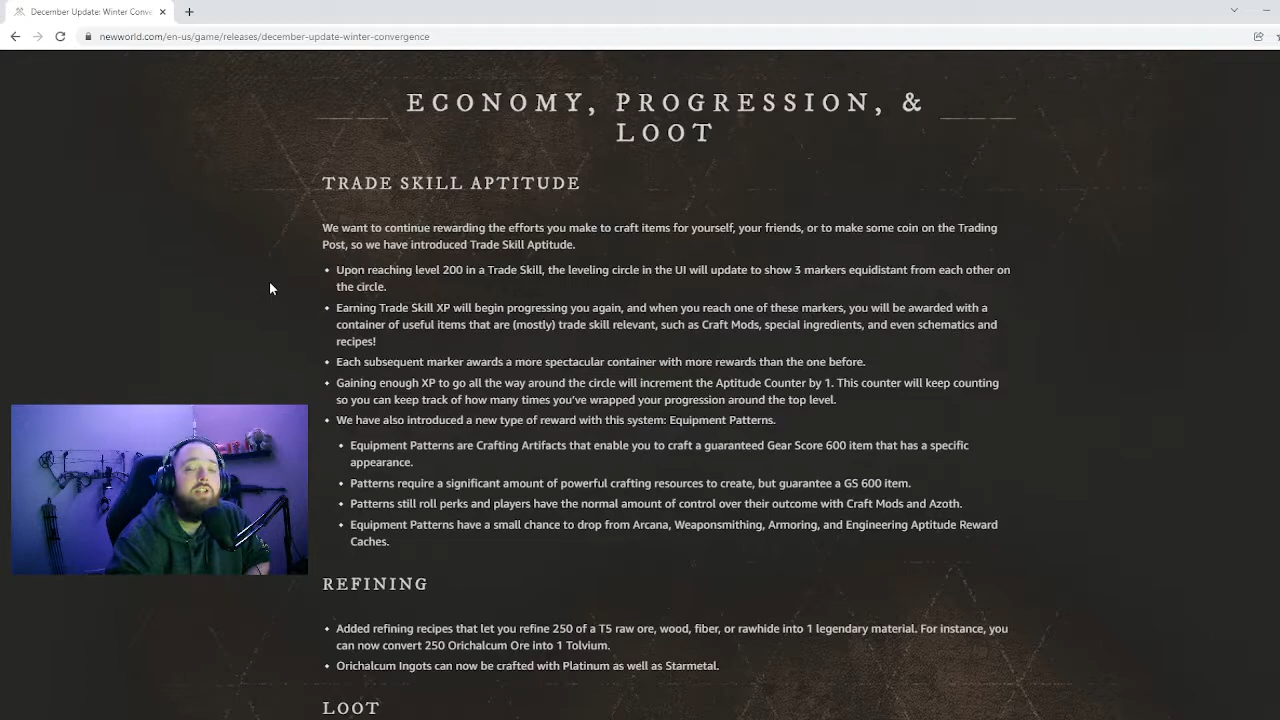 December Update: Winter Conve
newworld.com/en-us/game/releases/december-update-winter-convergence
ECONOMY, PROGRESSION, &
LOOT
TRADE SKILL APTITUDE
We want to continue rewarding the efforts you make to craft items for yourself, your friends, or to make some coin on the Trading
Post, so we have introduced Trade Skill Aptitude.
• Upon reaching level 200 in a Trade Skill, the leveling circle in the UI will update to show 3 markers equidistant from each other on
the circle.
• Earning Trade Skill XP will begin progressing you again, and when you reach one of these markers, you will be awarded with a
container of useful items that are (mostly) trade skill relevant, such as Craft Mods, special ingredients, and even schematics and
recipes!
• Each subsequent marker awards a more spectacular container with more rewards than the one before.
• Gaining enough XP to go all the way around the circle will increment the Aptitude Counter by 1. This counter will keep counting
so you can keep track of how many times you've wrapped your progression around the top level.
• We have also introduced a new type of reward with this system: Equipment Patterns.
• Equipment Patterns are Crafting Artifacts that enable you to craft a guaranteed Gear Score 600 item that has a specific
appearance.
• Patterns require a significant amount of powerful crafting resources to create, but guarantee a GS 600 item.
• Patterns still roll perks and players have the normal amount of control over their outcome with Craft Mods and Azoth.
• Equipment Patterns have a small chance to drop from Arcana, Weaponsmithing, Armoring, and Engineering Aptitude Reward
Caches.
REFINING
• Added refining recipes that let you refine 250 of a T5 raw ore, wood, fiber, or rawhide into 1 legendary material. For instance, you
can now convert 250 Orichalcum Ore into 1 Tolvium.
• Orichalcum Ingots can now be crafted with Platinum as well as Starmetal.
LOOT